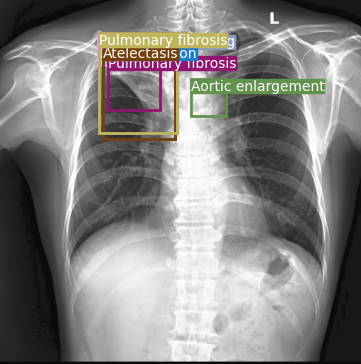 L
Pulmonary fibrosis
Atelectasis
Pulmonary fibrosis
Aortic enlargement